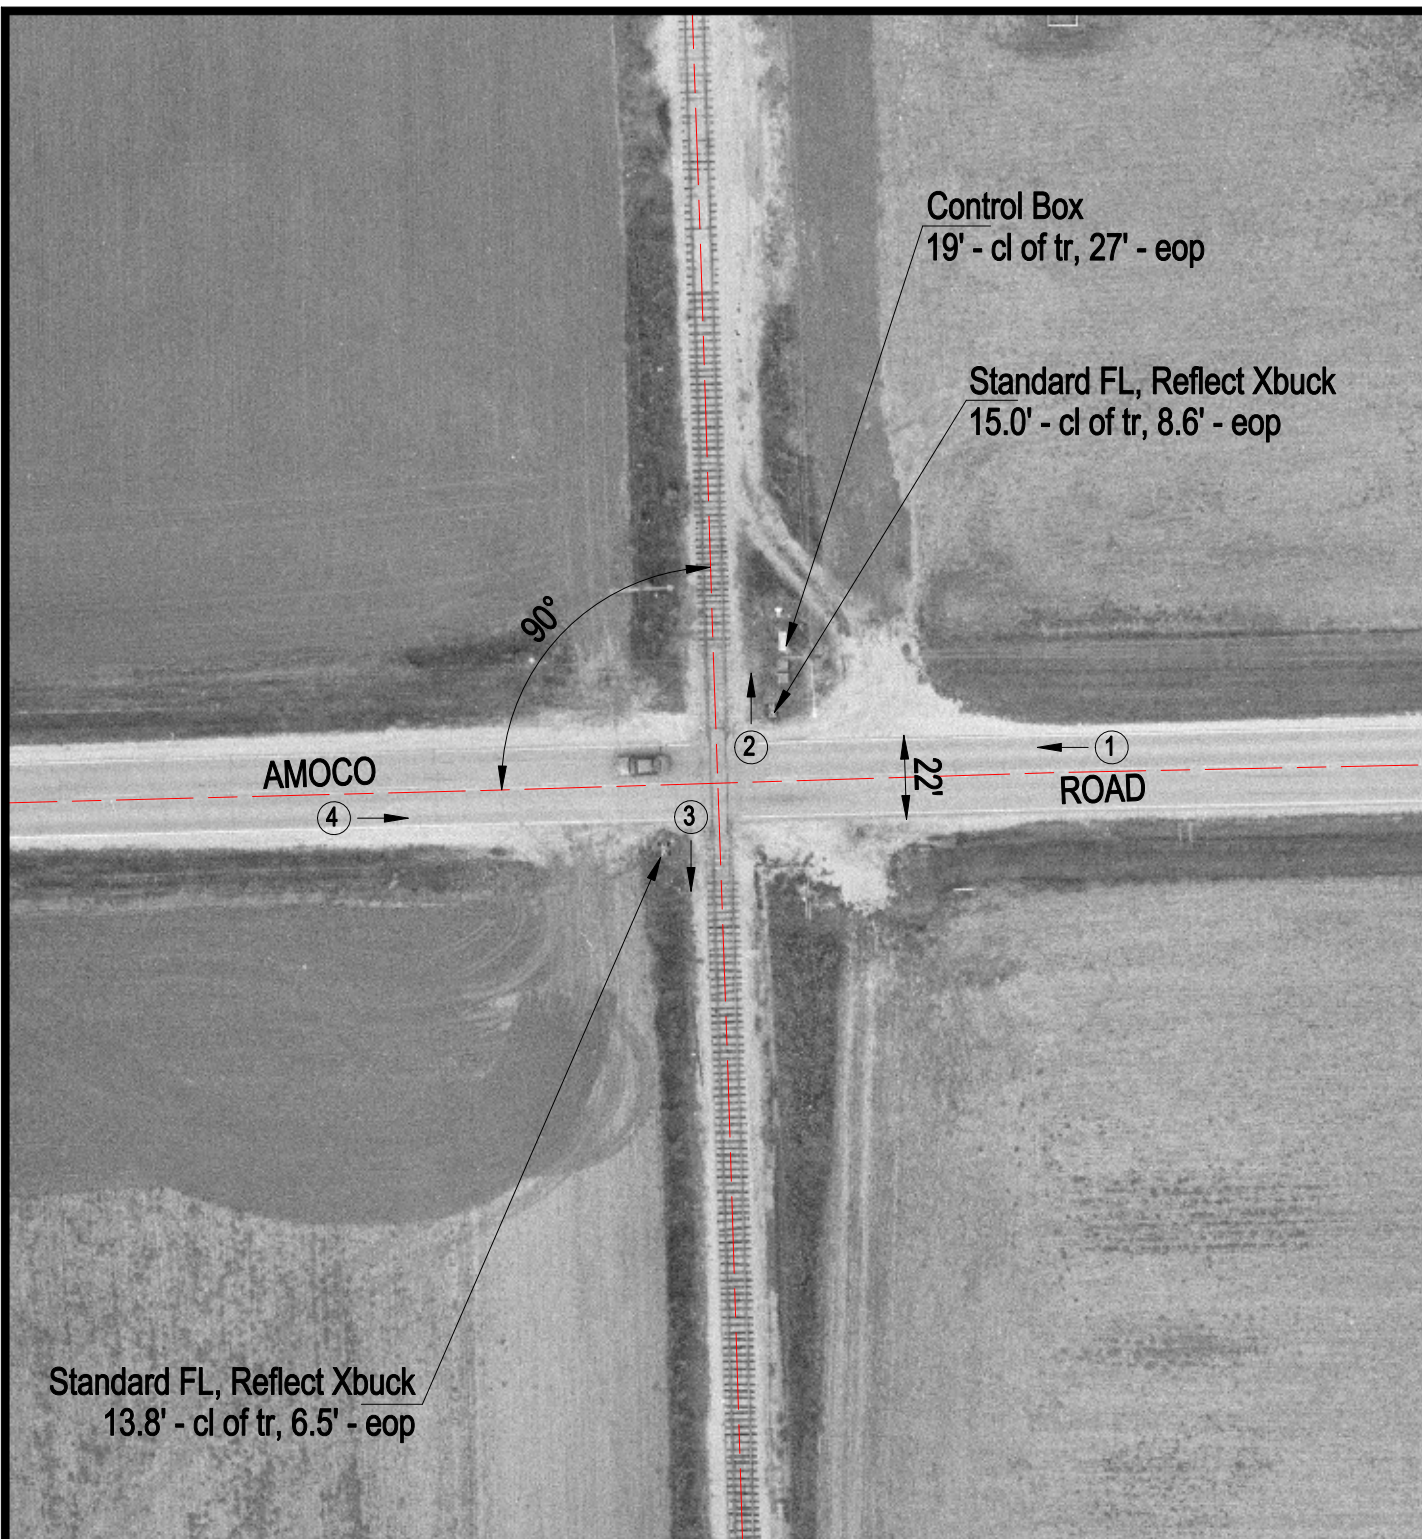 Control Box
19' - cl of tr, 27' - eop
Standard FL, Reflect Xbuck
15.0' - cl of tr, 8.6' - eop
90°
2
1
AMOCO
22'
ROAD
4
3
Standard FL, Reflect Xbuck
13.8' - cl of tr, 6.5' - eop